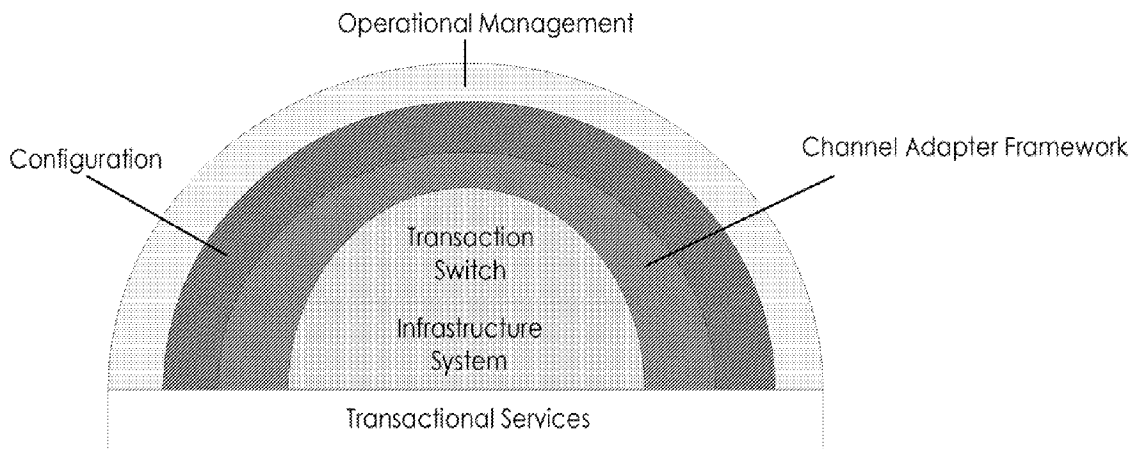 Operational Management
Configuration
Channel Adapter Framework
Transaction
Switch
Infrastructure
System
Transactional Services